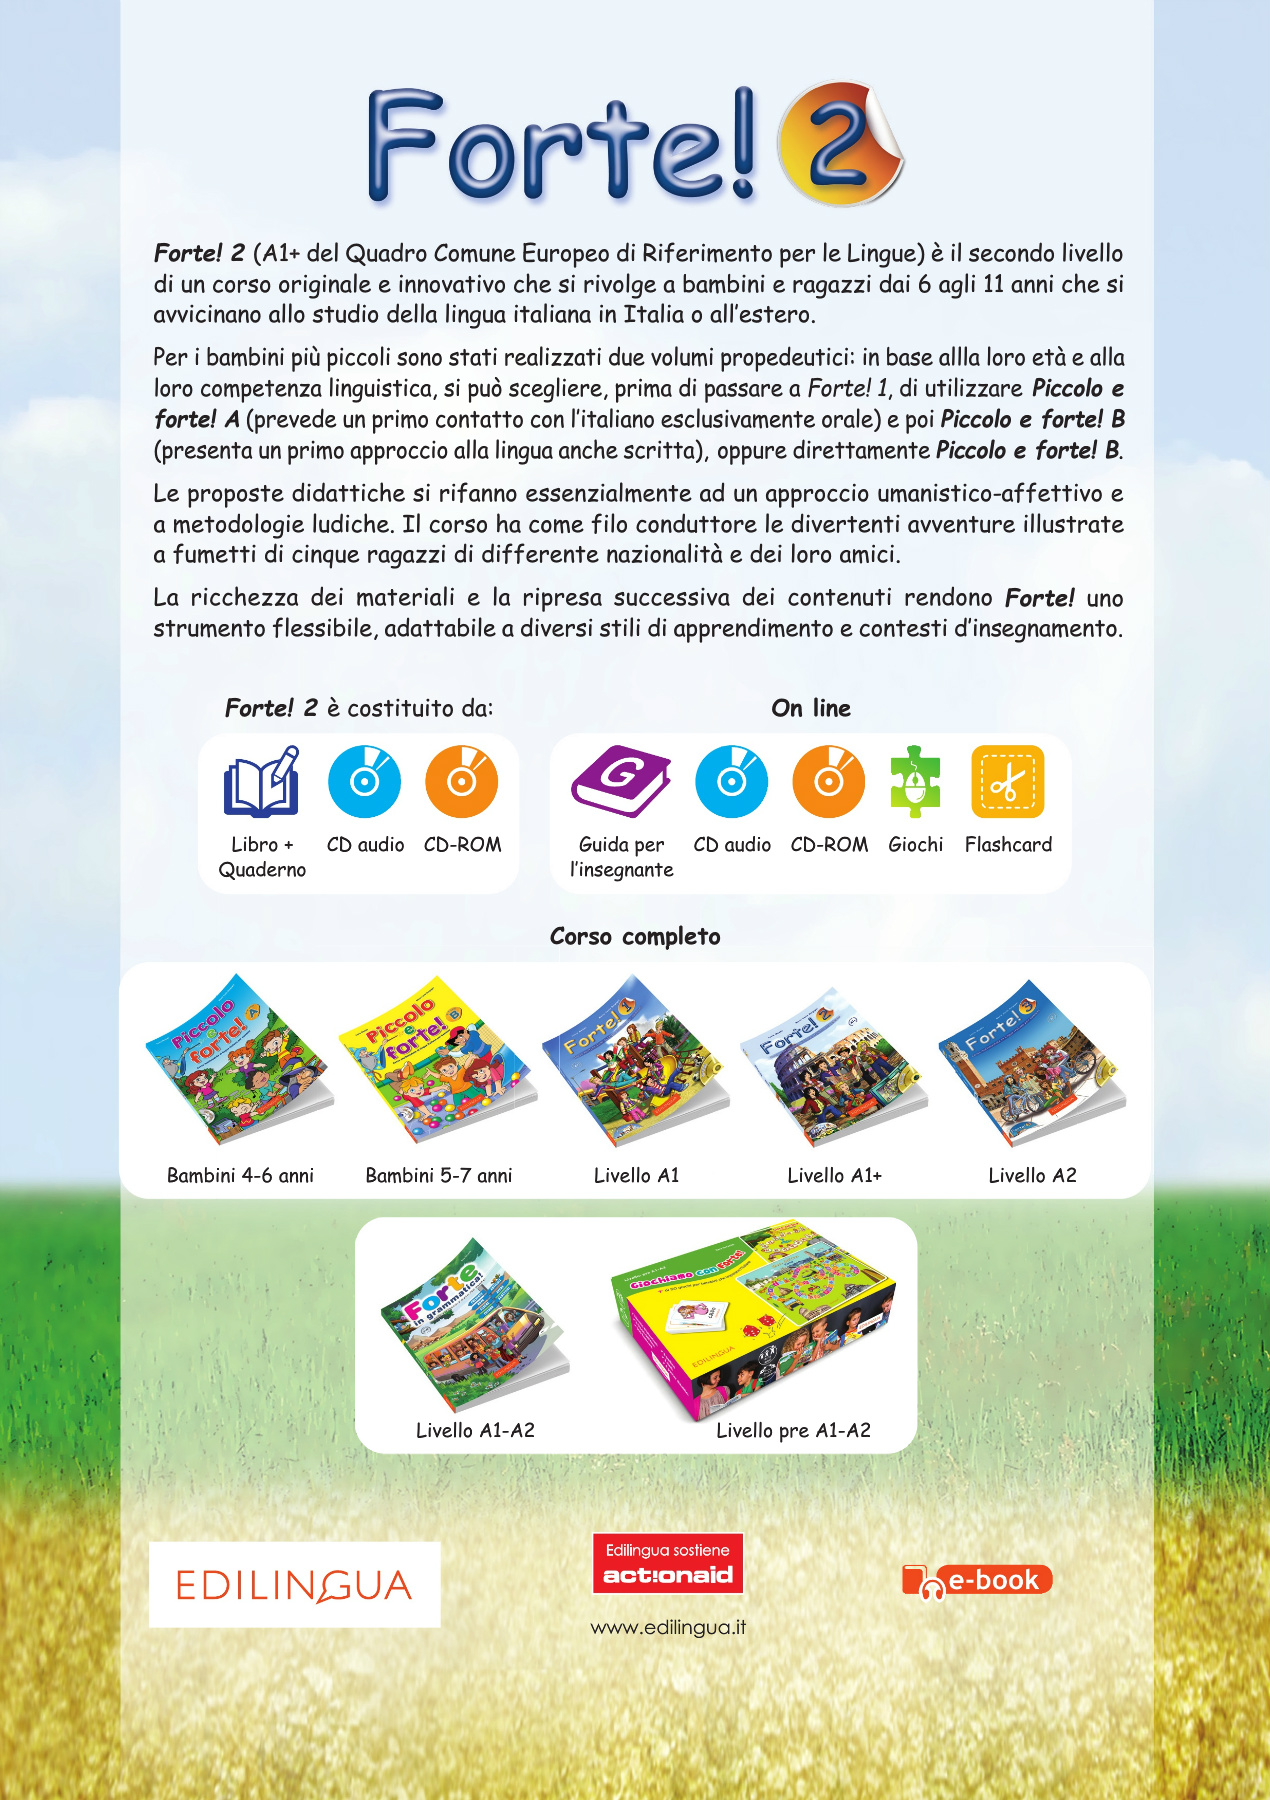 Forte! 2
Forte! 2 (A1+ del Quadro Comune Europeo di Riferimento per le Lingue) è il secondo livello
di un corso originale e innovativo che si rivolge a bambini e ragazzi dai 6 agli 11 anni che si
avvicinano allo studio della lingua italiana in Italia o all'estero.
Per i bambini più piccoli sono stati realizzati due volumi propedeutici: in base allla loro età e alla
loro competenza linguistica, si può scegliere, prima di passare a Forte! 1, di utilizzare Piccolo e
forte! A (prevede un primo contatto con l'italiano esclusivamente orale) e poi Piccolo e forte! B
(presenta un primo approccio alla lingua anche scritta), oppure direttamente Piccolo e forte! B.
Le proposte didattiche si rifanno essenzialmente ad un approccio umanistico-affettivo e
a metodologie ludiche. Il corso ha come filo conduttore le divertenti avventure illustrate
a fumetti di cinque ragazzi di differente nazionalità e dei loro amici.
La ricchezza dei materiali e la ripresa successiva dei contenuti rendono Forte! uno
strumento flessibile, adattabile a diversi stili di apprendimento e contesti d'insegnamento.
Forte! 2 è costituito da:
Libro +
Quaderno
CD audio
CD-ROM
On line
G
Guida per
l'insegnante
CD audio
CD-ROM
Giochi
Flashcard
Corso completo
Piccolo
e
forte! A
Piccolo
e
forte! B
Forte! 1
Forte! 2
Forte! 3
Bambini 4-6 anni
Bambini 5-7 anni
Livello A1
Livello A1+
Livello A2
Forte
in grammatica!
Giochiamo con Forte!
EDILINGUA
Livello A1-A2
Livello pre A1-A2
EDILINGUA
Edilingua sostiene
act:onaid
www.edilingua.it
e-book